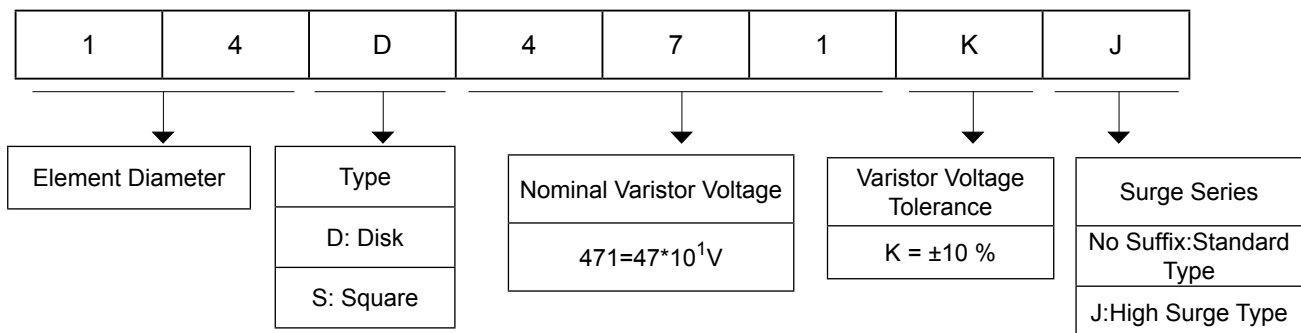 1 4 D 4 7 1 K J
Element Diameter
Type
D: Disk
S: Square
Nominal Varistor Voltage
471=47*10¹V
Varistor Voltage
Tolerance
K = ±10 %
Surge Series
No Suffix:Standard
Type
J:High Surge Type